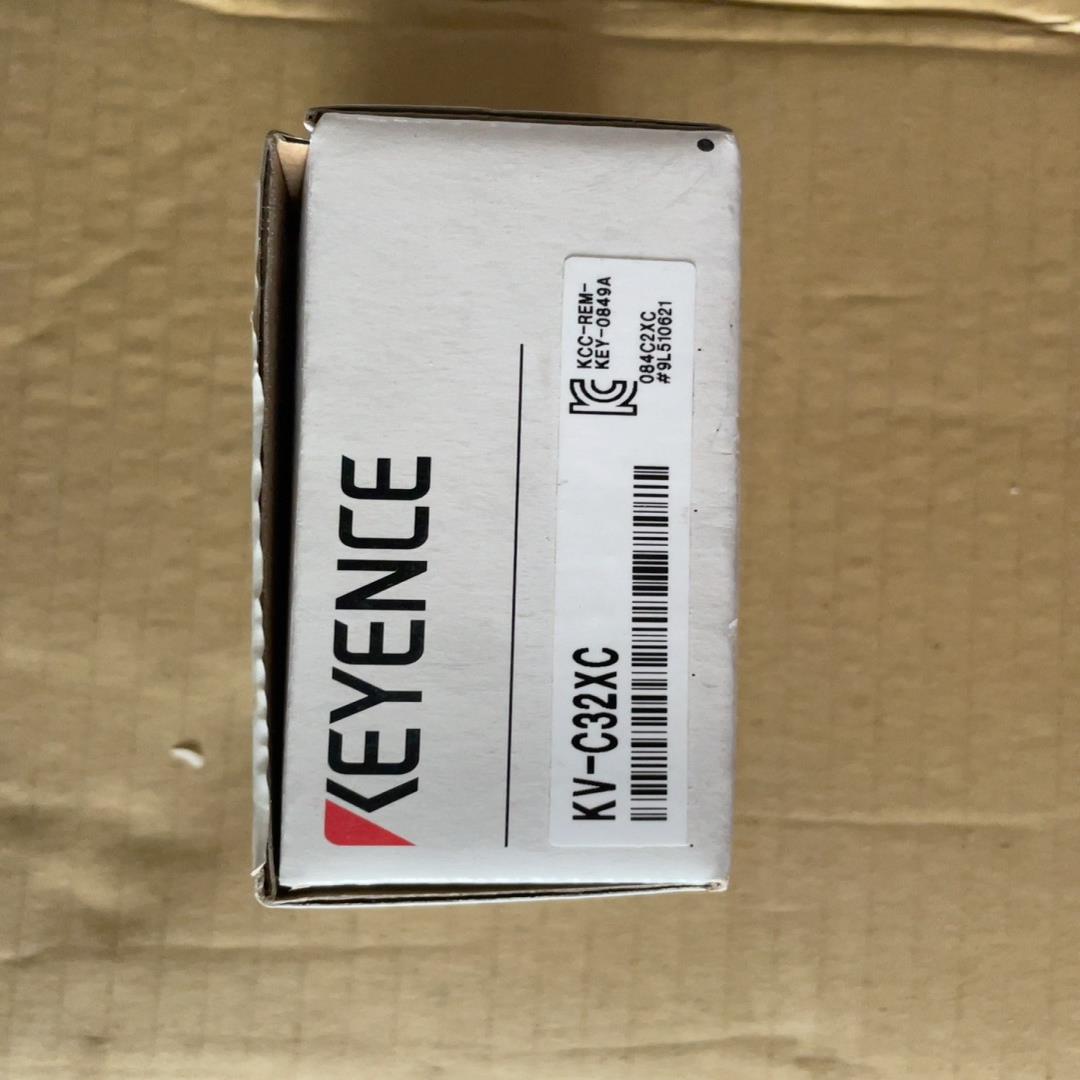 KEYENCE
KV-C32XC
KCC-REM-
KEY-0849A
084C2XC
#9L510621